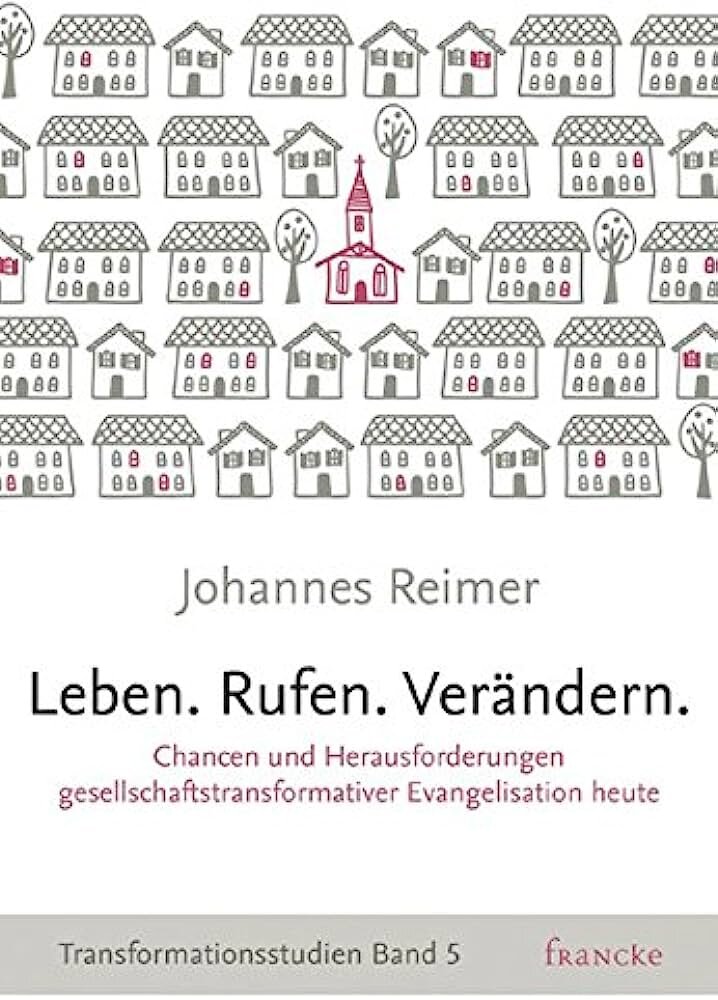 Johannes Reimer
Leben. Rufen. Verändern.
Chancen und Herausforderungen
gesellschaftstransformativer Evangelisation heute
Transformationsstudien Band 5 francke